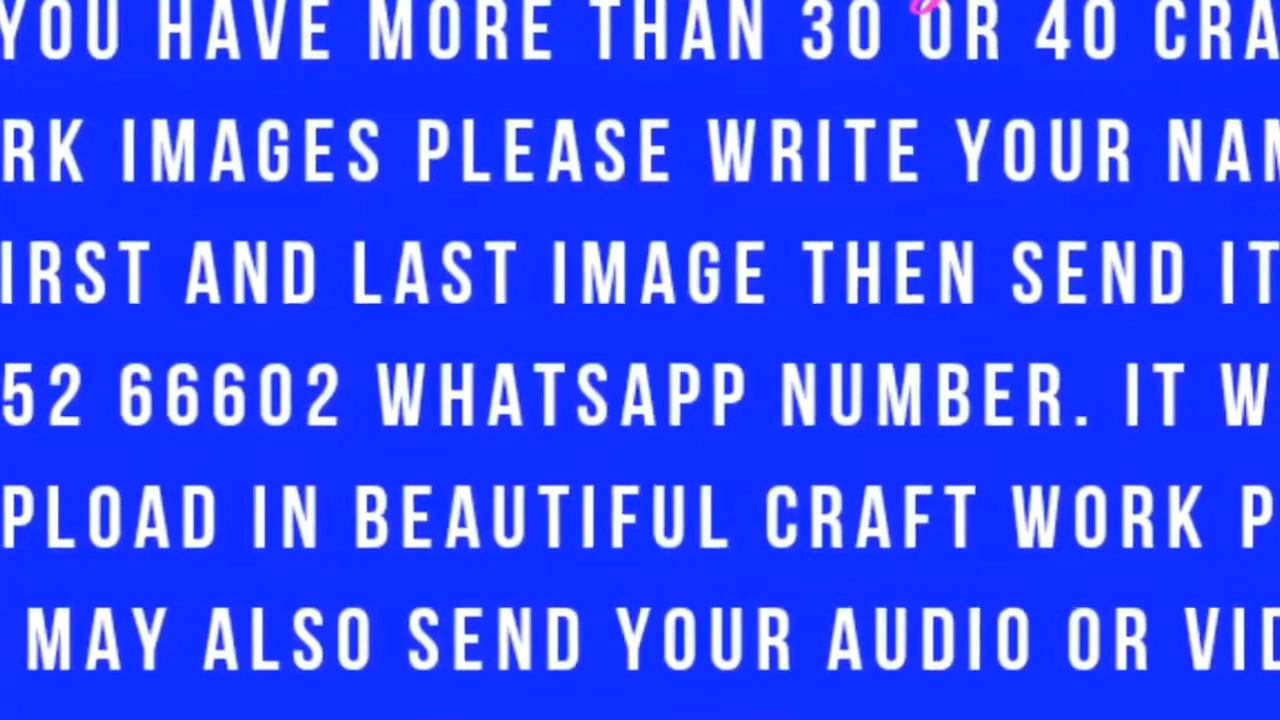 YOU HAVE MORE THAN 30 OR 40 CRA
RK IMAGES PLEASE WRITE YOUR NAM
IRST AND LAST IMAGE THEN SEND IT
52 66602 WHATSAPP NUMBER. IT W
PLOAD IN BEAUTIFUL CRAFT WORK P
MAY ALSO SEND YOUR AUDIO OR VID